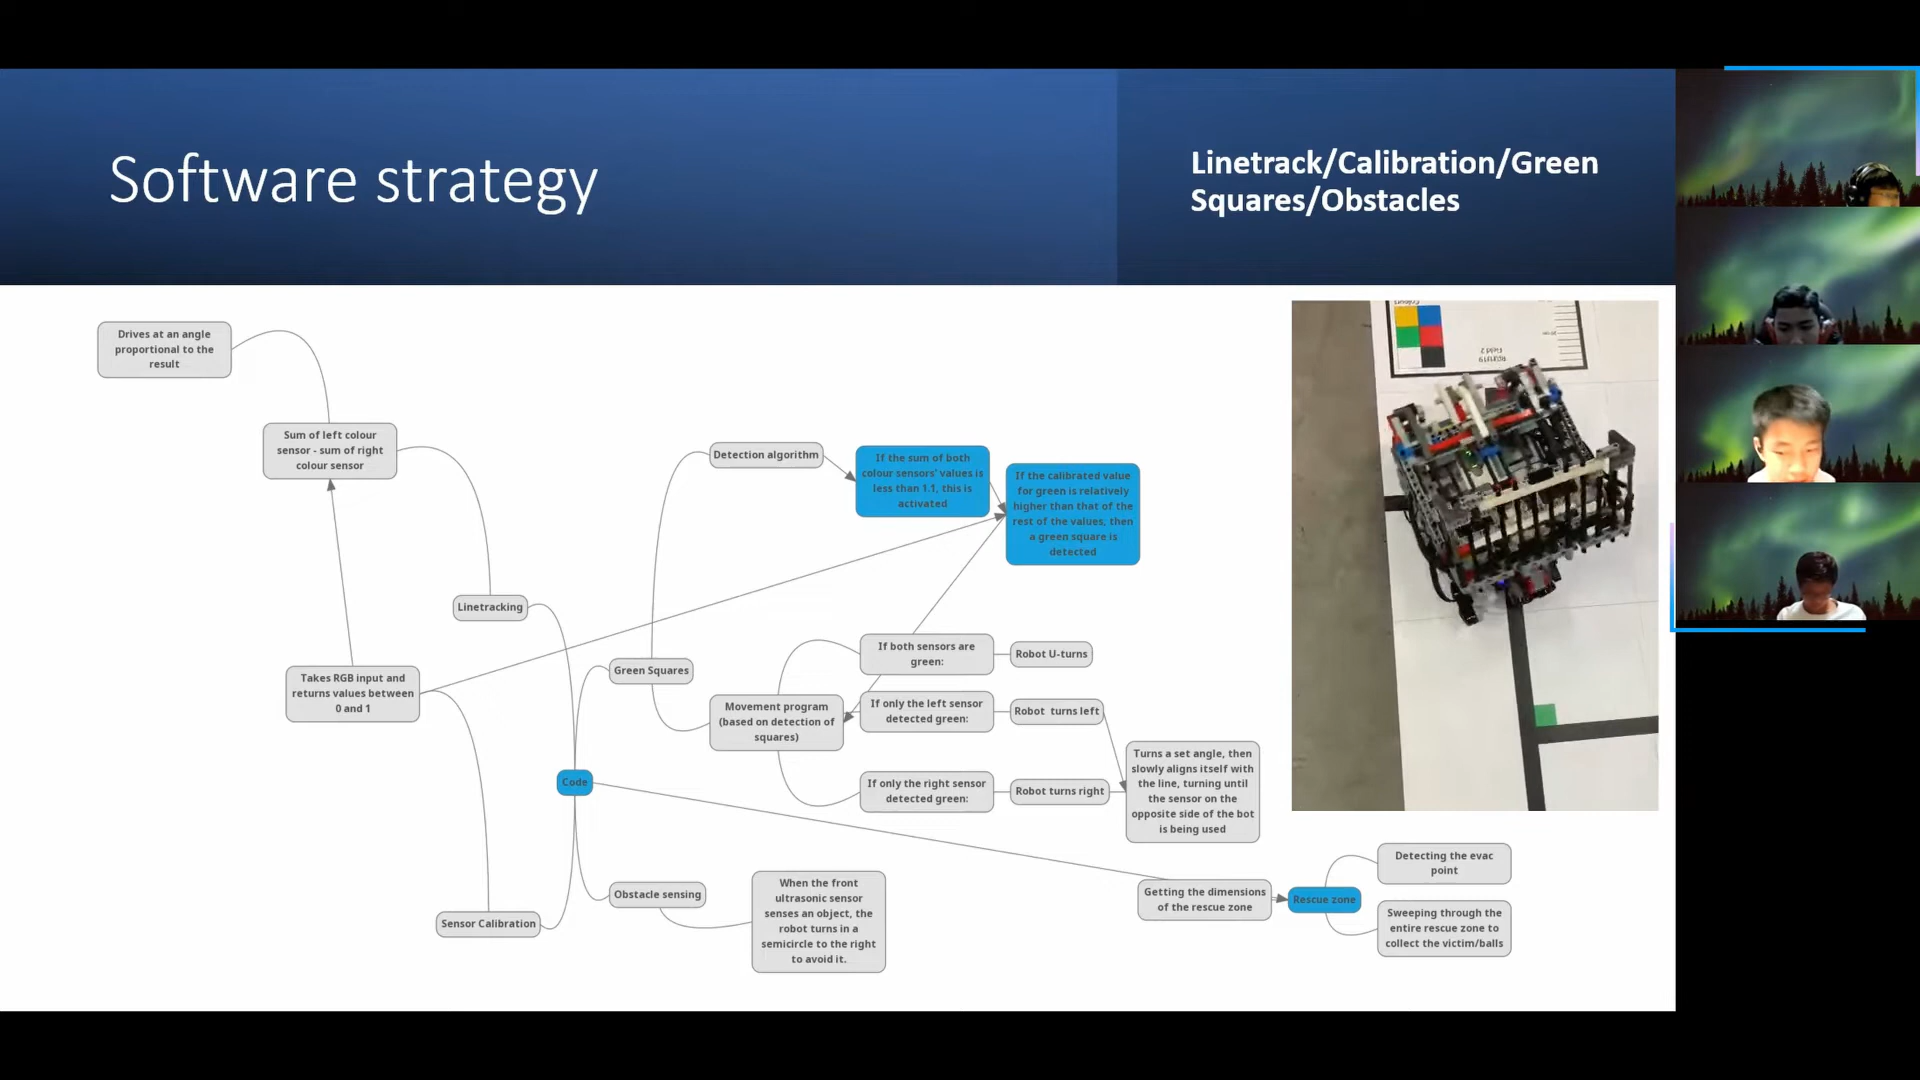 Software strategy
Linetrack/Calibration/Green
Squares/Obstacles
Drives at an angle
proportional to the
result
Sum of left colour
sensor - sum of right
colour sensor
Linetracking
Takes RGB input and
returns values between
0 and 1
Sensor Calibration
Code
Green Squares
Detection algorithm
If the sum of both
colour sensors' values is
less than 1.1, this is
activated
If the calibrated value
for green is relatively
higher than that of the
rest of the values, then
a green square is
detected
Movement program
(based on detection of
squares)
If both sensors are
green:
Robot U-turns
If only the left sensor
detected green:
Robot turns left
If only the right sensor
detected green:
Robot turns right
Turns a set angle, then
slowly aligns itself with
the line, turning until
the sensor on the
opposite side of the bot
is being used
Obstacle sensing
When the front
ultrasonic sensor
senses an object, the
robot turns in a
semicircle to the right
to avoid it.
Getting the dimensions
of the rescue zone
Rescue zone
Detecting the evac
point
Sweeping through the
entire rescue zone to
collect the victim/balls
Field 2